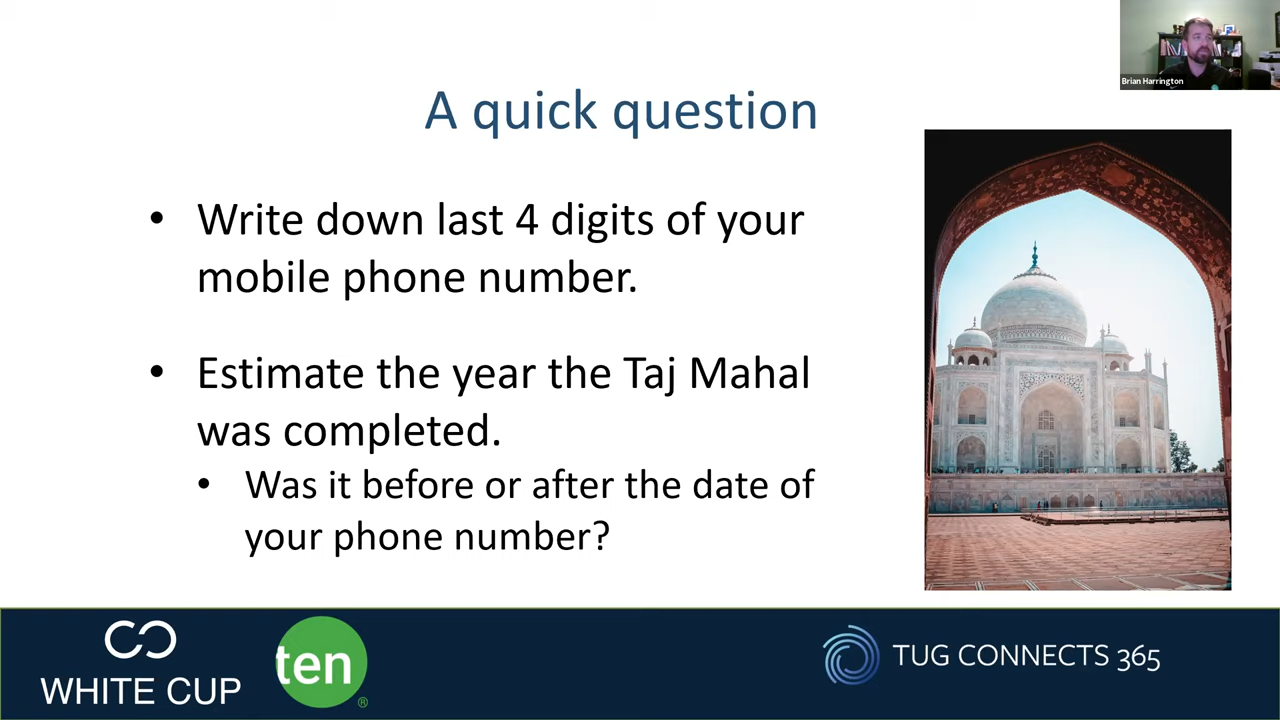 Brian Harrington
A quick question
• Write down last 4 digits of your
mobile phone number.
• Estimate the year the Taj Mahal
was completed.
• Was it before or after the date of
your phone number?
WHITE CUP
ten
®
TUG CONNECTS 365